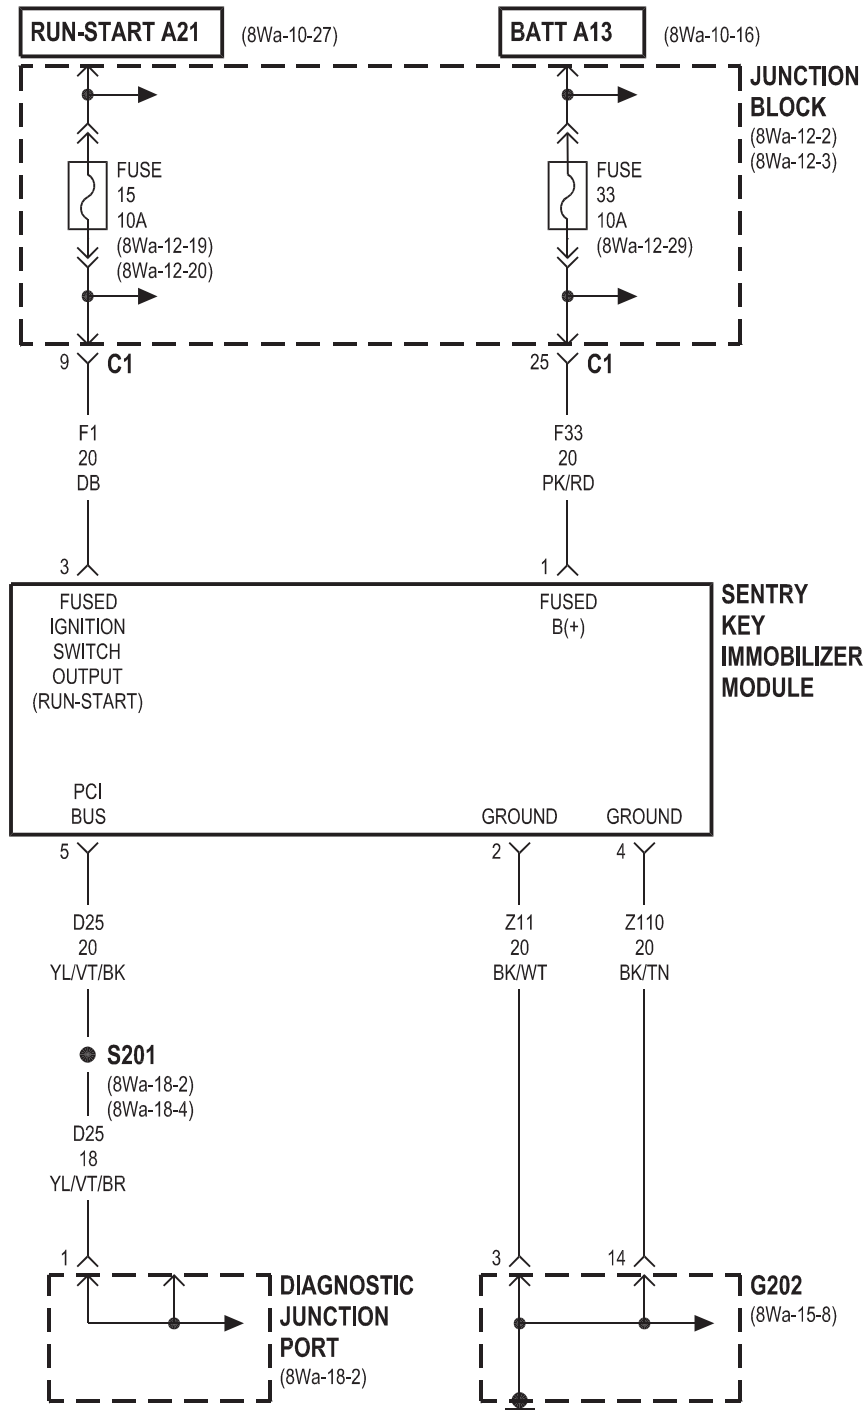 RUN-START A21 (8Wa-10-27)
BATT A13 (8Wa-10-16)
JUNCTION
BLOCK
(8Wa-12-2)
(8Wa-12-3)
FUSE
15
10A
(8Wa-12-19)
(8Wa-12-20)
FUSE
33
10A
(8Wa-12-29)
9 C1
25 C1
F1
20
DB
F33
20
PK/RD
3
1
SENTRY
KEY
IMMOBILIZER
MODULE
FUSED
IGNITION
SWITCH
OUTPUT
(RUN-START)
FUSED
B(+)
PCI
BUS
GROUND
GROUND
5
2
4
D25
20
YL/VT/BK
Z11
20
BK/WT
Z110
20
BK/TN
S201
(8Wa-18-2)
(8Wa-18-4)
D25
18
YL/VT/BR
1
3
14
DIAGNOSTIC
JUNCTION
PORT
(8Wa-18-2)
G202
(8Wa-15-8)